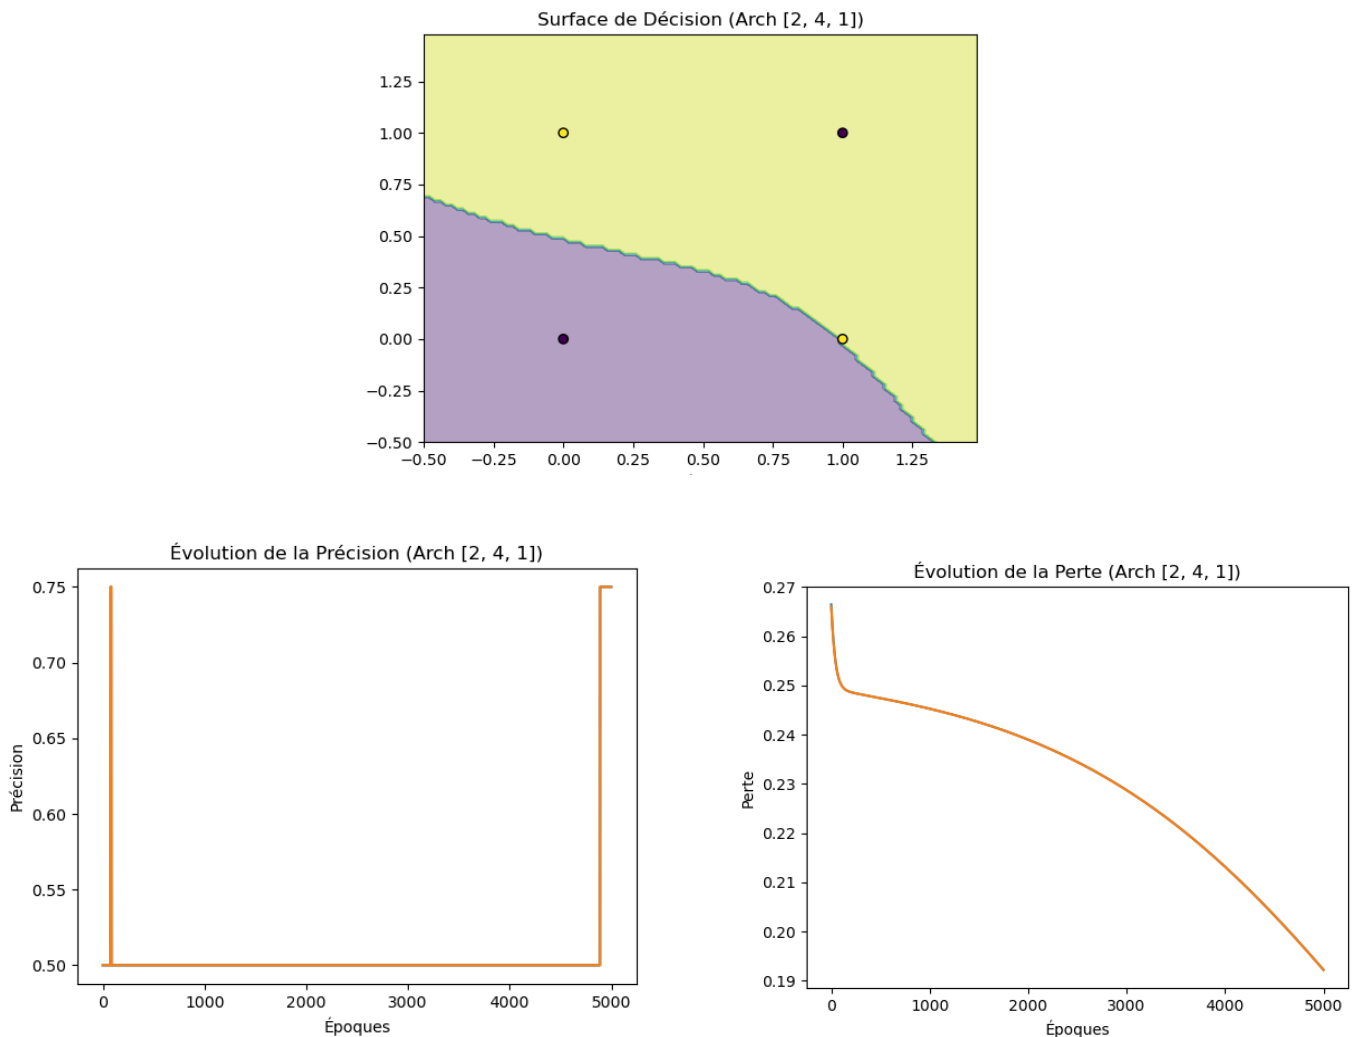 Surface de Décision (Arch [2, 4, 1])
1.25
1.00
0.75
0.50
0.25
0.00
−0.25
−0.50
−0.50 −0.25 0.00 0.25 0.50 0.75 1.00 1.25
Évolution de la Précision (Arch [2, 4, 1])
0.75
0.70
0.65
0.60
0.55
0.50
Précision
0 1000 2000 3000 4000 5000
Époques
Évolution de la Perte (Arch [2, 4, 1])
0.27
0.26
0.25
0.24
0.23
0.22
0.21
0.20
0.19
Perte
0 1000 2000 3000 4000 5000
Époques